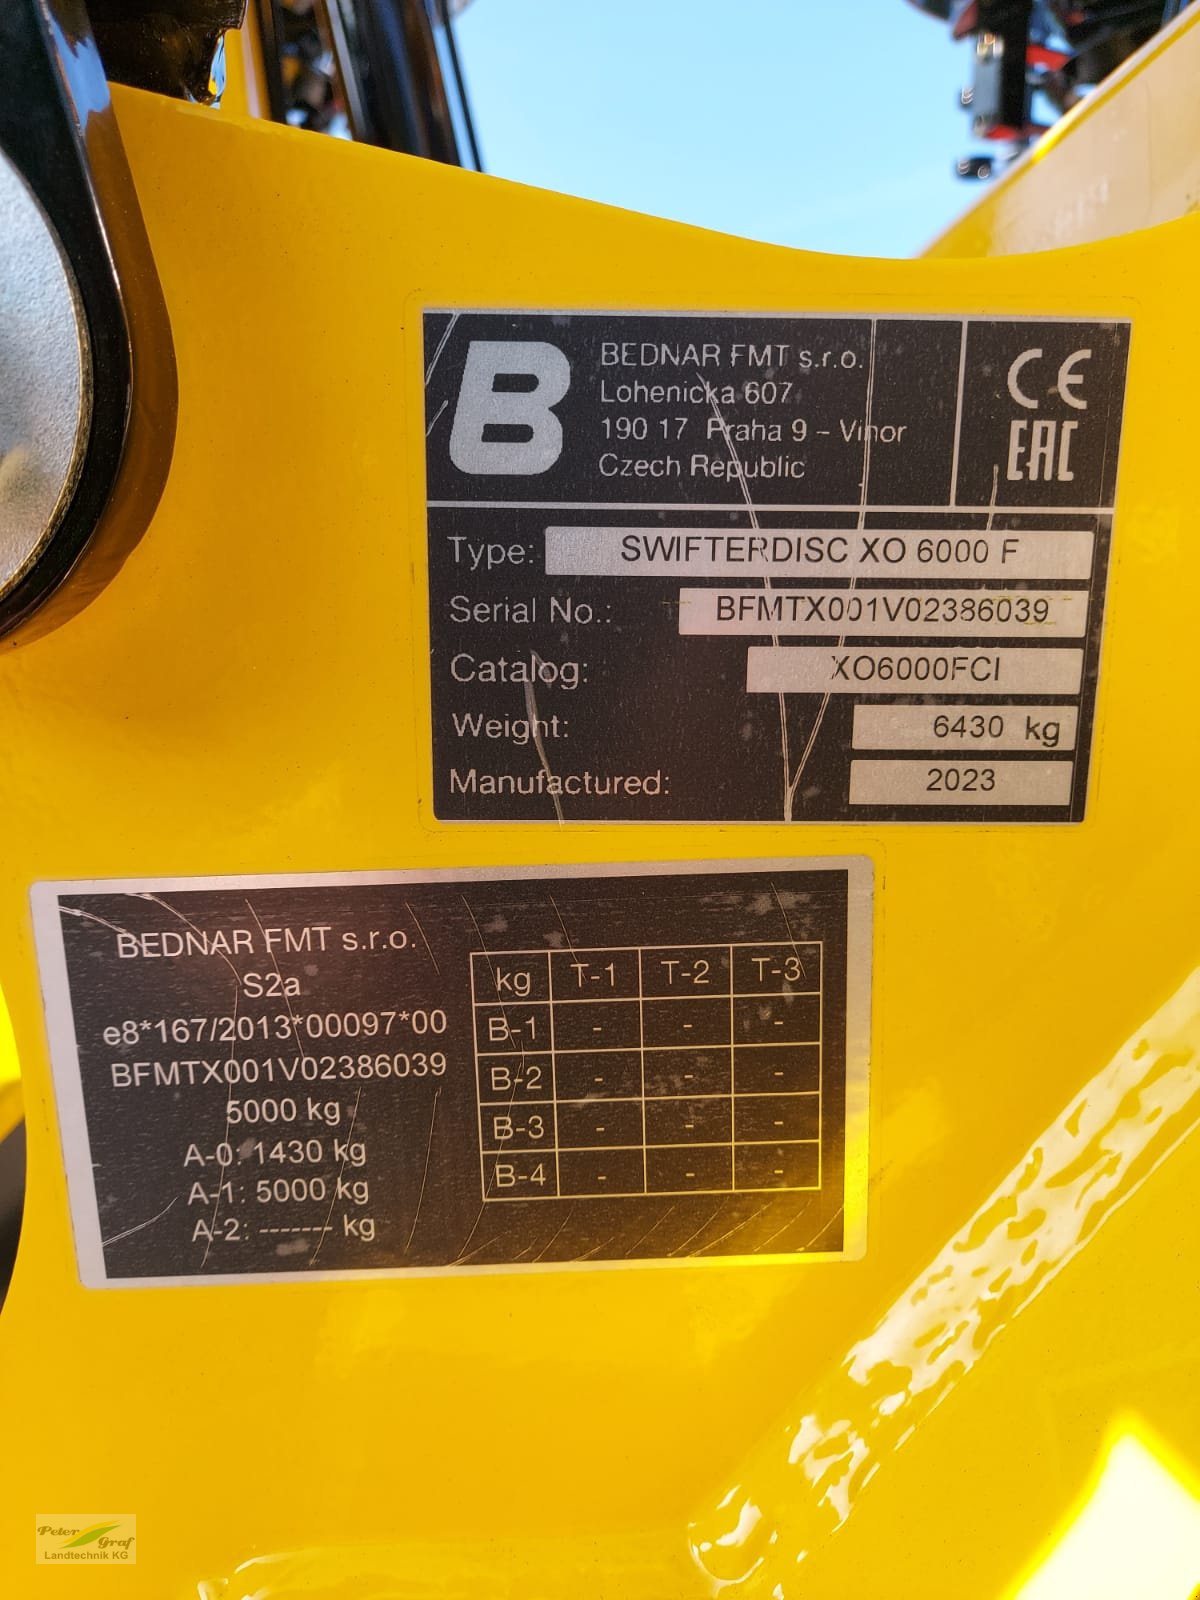 B
BEDNAR FMT s.r.o.
Lohenicka 607
190 17 Praha 9 – Vinor
Czech Republic
CE
EAC
Type: SWIFTERDISC XO 6000 F
Serial No.: BFMTX001V02386039
Catalog: XO6000FCI
Weight: 6430 kg
Manufactured: 2023
BEDNAR FMT s.r.o.
S2a
e8*167/2013*00097*00
BFMTX001V02386039
5000 kg
A-0: 1430 kg
A-1: 5000 kg
A-2: ------- kg
kg T-1 T-2 T-3
B-1 - - -
B-2 - - -
B-3 - - -
B-4 - - -
Peter
Graf
Landtechnik KG